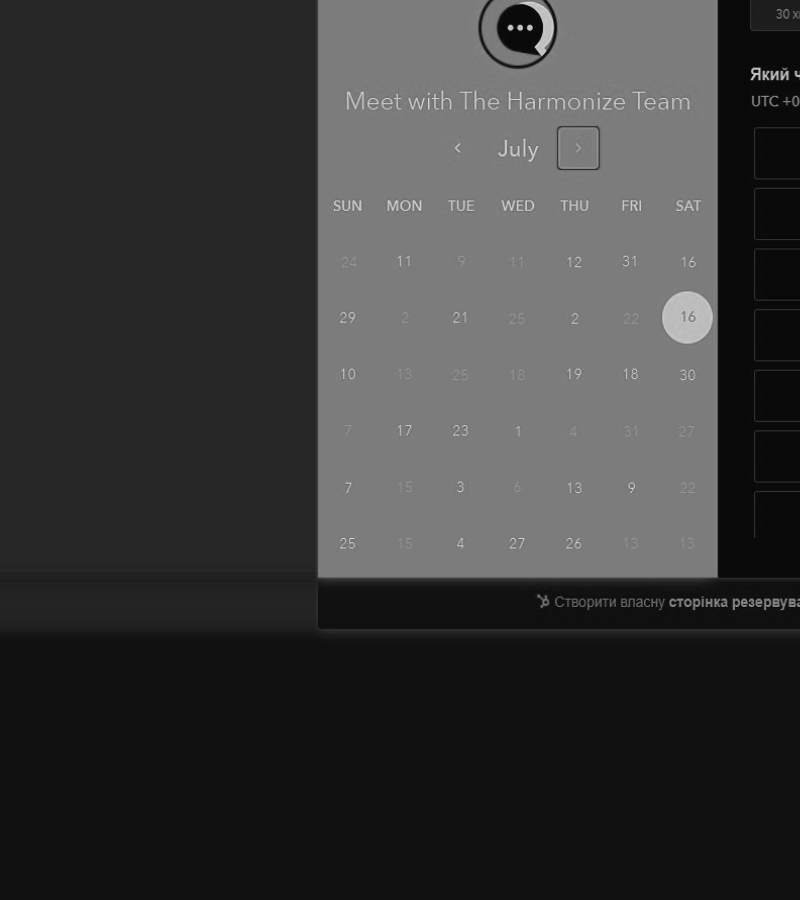 30 х
Meet with The Harmonize Team
Який ч
UTC +0
July
SUN MON TUE WED THU FRI SAT
24 11 9 11 12 31 16
29 2 21 25 2 22 16
10 13 25 18 19 18 30
7 17 23 1 4 31 27
7 15 3 6 13 9 22
25 15 4 27 26 13 13
Створити власну сторінка резервува